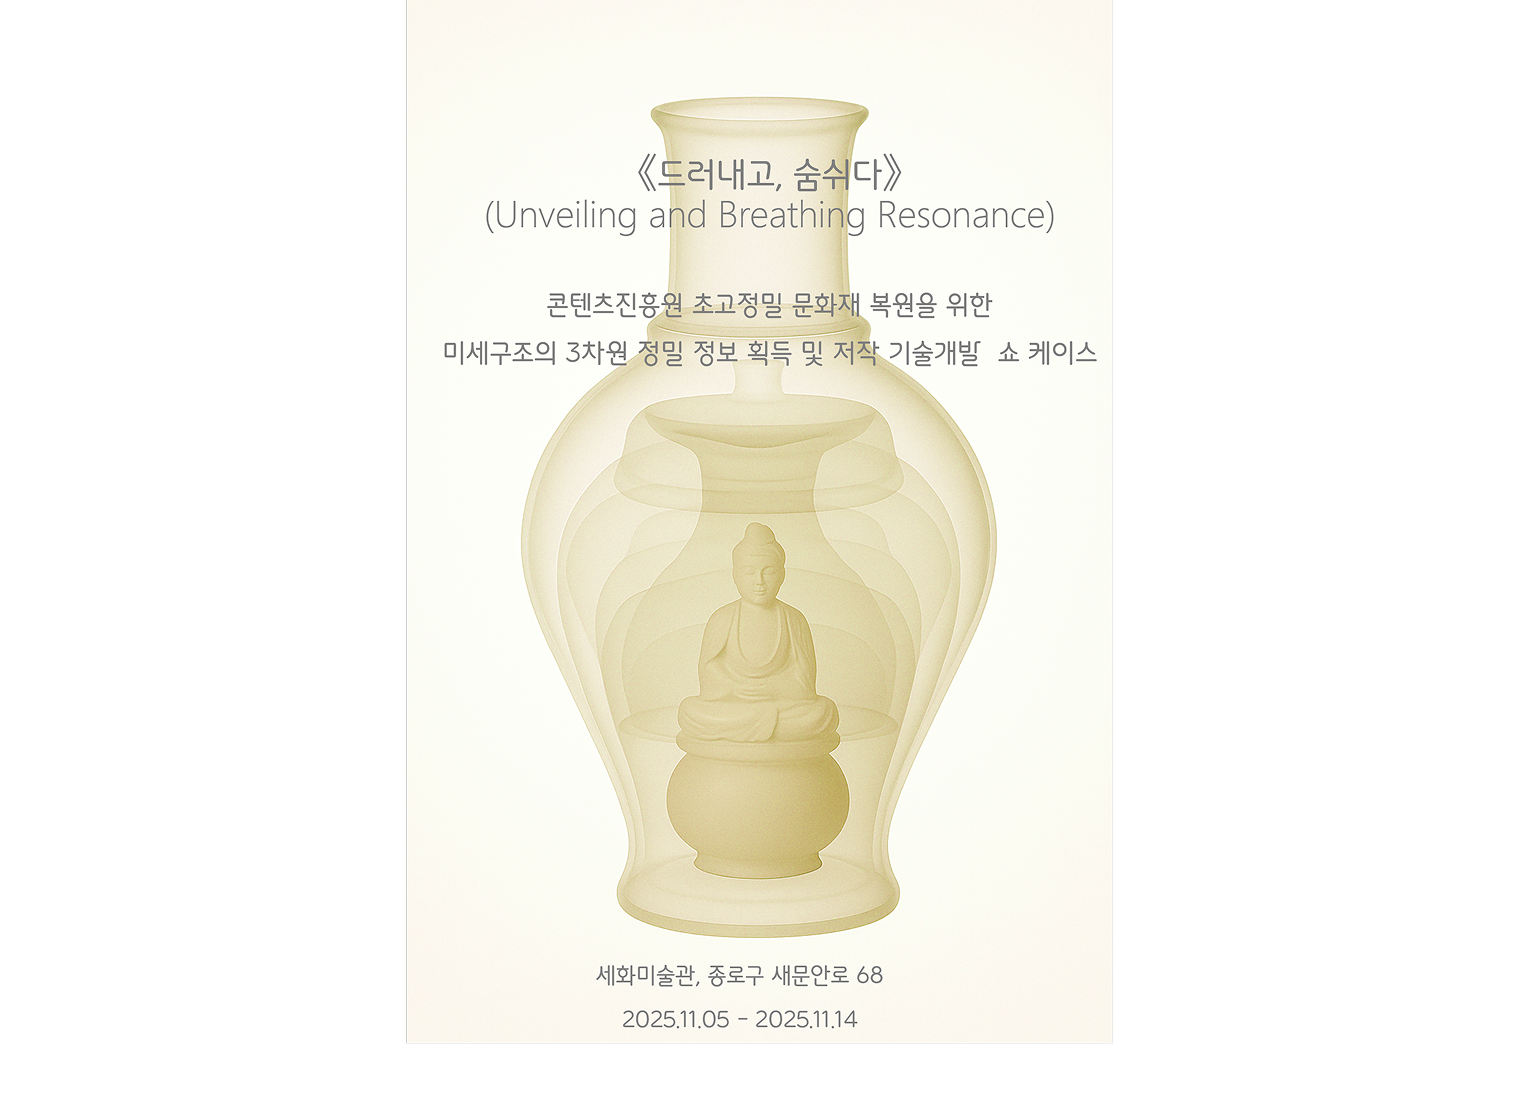 《드러내고, 숨쉬다》
(Unveiling and Breathing Resonance)
콘텐츠진흥원 초고정밀 문화재 복원을 위한
미세구조의 3차원 정밀 정보 획득 및 저작 기술개발 쇼 케이스
세화미술관, 종로구 새문안로 68
2025.11.05 - 2025.11.14